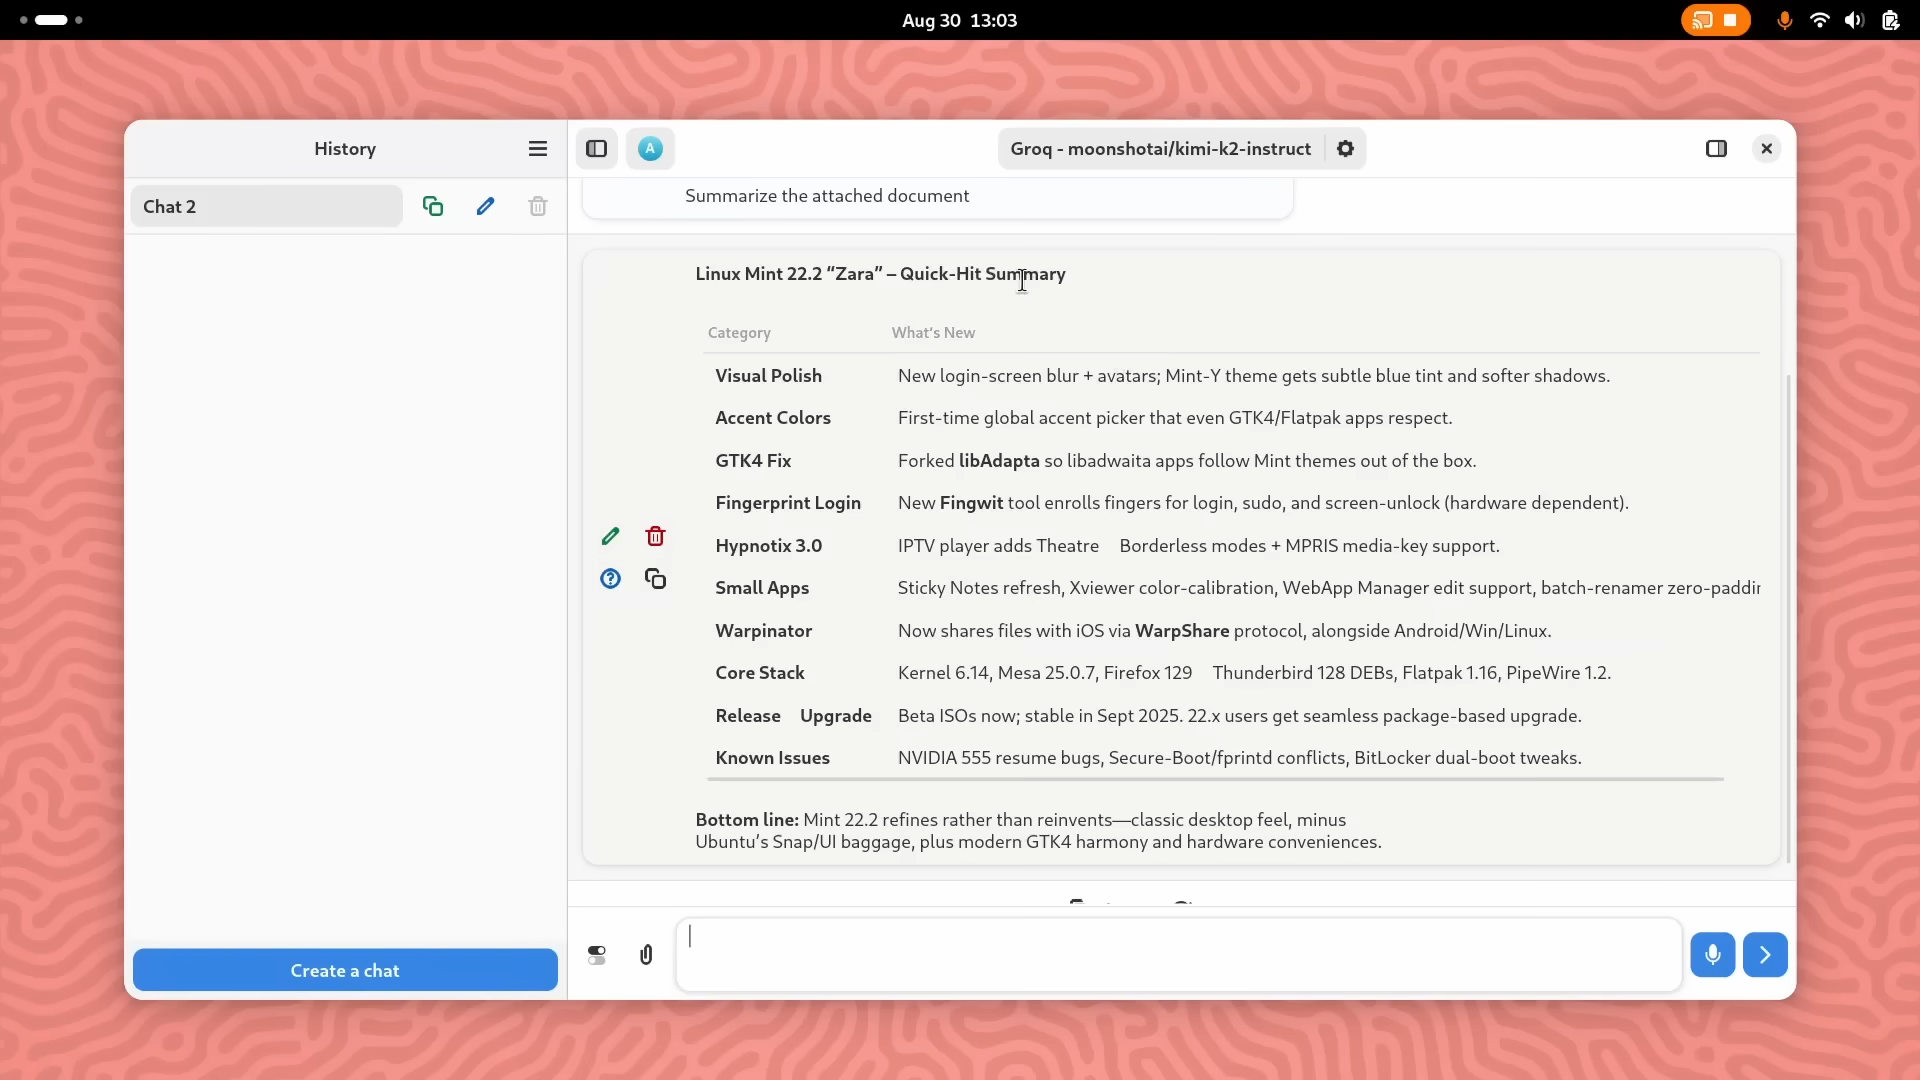 Aug 30 13:03
History
A
Groq - moonshotai/kimi-k2-instruct
Chat 2
Summarize the attached document
Linux Mint 22.2 “Zara” – Quick-Hit Summary
Category What's New
Visual Polish New login-screen blur + avatars; Mint-Y theme gets subtle blue tint and softer shadows.
Accent Colors First-time global accent picker that even GTK4/Flatpak apps respect.
GTK4 Fix Forked libAdapta so libadwaita apps follow Mint themes out of the box.
Fingerprint Login New Fingwit tool enrolls fingers for login, sudo, and screen-unlock (hardware dependent).
Hypnotix 3.0 IPTV player adds Theatre Borderless modes + MPRIS media-key support.
Small Apps Sticky Notes refresh, Xviewer color-calibration, WebApp Manager edit support, batch-renamer zero-paddin
Warpinator Now shares files with iOS via WarpShare protocol, alongside Android/Win/Linux.
Core Stack Kernel 6.14, Mesa 25.0.7, Firefox 129 Thunderbird 128 DEBs, Flatpak 1.16, PipeWire 1.2.
Release Upgrade Beta ISOs now; stable in Sept 2025. 22.x users get seamless package-based upgrade.
Known Issues NVIDIA 555 resume bugs, Secure-Boot/fprintd conflicts, BitLocker dual-boot tweaks.
Bottom line: Mint 22.2 refines rather than reinvents—classic desktop feel, minus
Ubuntu’s Snap/UI baggage, plus modern GTK4 harmony and hardware conveniences.
Create a chat